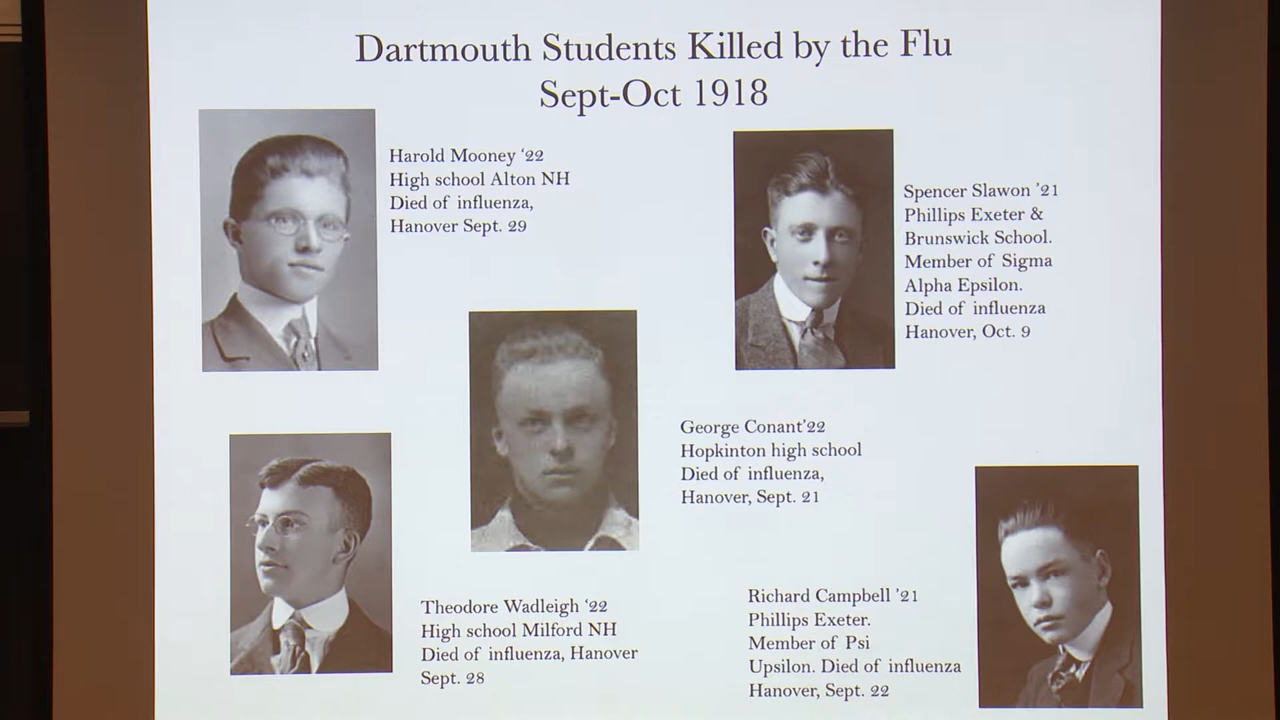 Dartmouth Students Killed by the Flu
Sept-Oct 1918
Harold Mooney ‘22
High school Alton NH
Died of influenza,
Hanover Sept. 29
Spencer Slawon ’21
Phillips Exeter &
Brunswick School.
Member of Sigma
Alpha Epsilon.
Died of influenza
Hanover, Oct. 9
George Conant’22
Hopkinton high school
Died of influenza,
Hanover, Sept. 21
Theodore Wadleigh ‘22
High school Milford NH
Died of influenza, Hanover
Sept. 28
Richard Campbell ’21
Phillips Exeter.
Member of Psi
Upsilon. Died of influenza
Hanover, Sept. 22